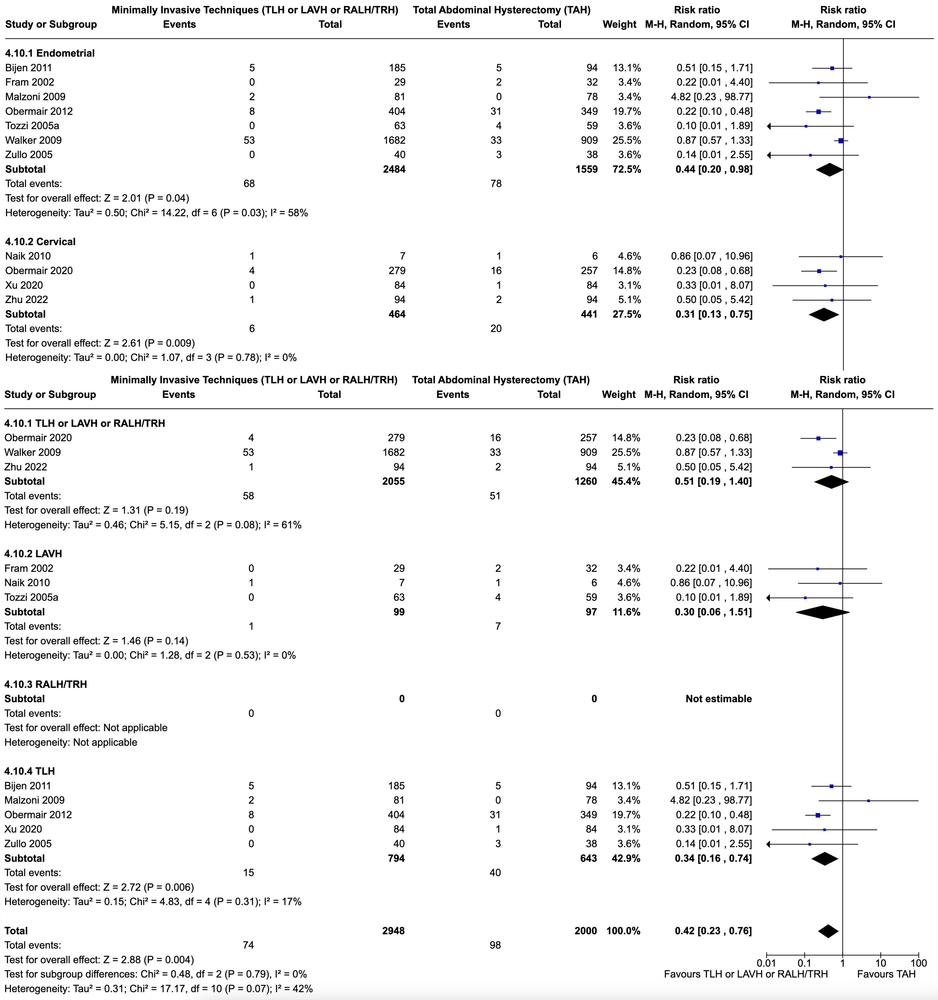 Minimally Invasive Techniques (TLH or LAVH or RALH/TRH) Total Abdominal Hysterectomy (TAH) Risk ratio Risk ratio
Study or Subgroup Events Total Events Total Weight M-H, Random, 95% CI M-H, Random, 95% CI
4.10.1 Endometrial
Bijen 2011 5 185 5 94 13.1% 0.51 [0.15 , 1.71]
Fram 2002 0 29 2 32 3.4% 0.22 [0.01 , 4.40]
Malzoni 2009 2 81 0 78 3.4% 4.82 [0.23 , 98.77]
Obermair 2012 8 404 31 349 19.7% 0.22 [0.10 , 0.48]
Tozzi 2005a 0 63 4 59 3.6% 0.10 [0.01 , 1.89]
Walker 2009 53 1682 33 909 25.5% 0.87 [0.57 , 1.33]
Zullo 2005 0 40 3 38 3.6% 0.14 [0.01 , 2.55]
Subtotal 2484 1559 72.5% 0.44 [0.20 , 0.98]
Total events: 68 78
Test for overall effect: Z = 2.01 (P = 0.04)
Heterogeneity: Tau² = 0.50; Chi² = 14.22, df = 6 (P = 0.03); I² = 58%
4.10.2 Cervical
Naik 2010 1 7 1 6 4.6% 0.86 [0.07 , 10.96]
Obermair 2020 4 279 16 257 14.8% 0.23 [0.08 , 0.68]
Xu 2020 0 84 1 84 3.1% 0.33 [0.01 , 8.07]
Zhu 2022 1 94 2 94 5.1% 0.50 [0.05 , 5.42]
Subtotal 464 441 27.5% 0.31 [0.13 , 0.75]
Total events: 6 20
Test for overall effect: Z = 2.61 (P = 0.009)
Heterogeneity: Tau² = 0.00; Chi² = 1.07, df = 3 (P = 0.78); I² = 0%
Minimally Invasive Techniques (TLH or LAVH or RALH/TRH) Total Abdominal Hysterectomy (TAH) Risk ratio Risk ratio
Study or Subgroup Events Total Events Total Weight M-H, Random, 95% CI M-H, Random, 95% CI
4.10.1 TLH or LAVH or RALH/TRH
Obermair 2020 4 279 16 257 14.8% 0.23 [0.08 , 0.68]
Walker 2009 53 1682 33 909 25.5% 0.87 [0.57 , 1.33]
Zhu 2022 1 94 2 94 5.1% 0.50 [0.05 , 5.42]
Subtotal 2055 1260 45.4% 0.51 [0.19 , 1.40]
Total events: 58 51
Test for overall effect: Z = 1.31 (P = 0.19)
Heterogeneity: Tau² = 0.46; Chi² = 5.15, df = 2 (P = 0.08); I² = 61%
4.10.2 LAVH
Fram 2002 0 29 2 32 3.4% 0.22 [0.01 , 4.40]
Naik 2010 1 7 1 6 4.6% 0.86 [0.07 , 10.96]
Tozzi 2005a 0 63 4 59 3.6% 0.10 [0.01 , 1.89]
Subtotal 99 97 11.6% 0.30 [0.06 , 1.51]
Total events: 1 7
Test for overall effect: Z = 1.46 (P = 0.14)
Heterogeneity: Tau² = 0.00; Chi² = 1.28, df = 2 (P = 0.53); I² = 0%
4.10.3 RALH/TRH
Subtotal 0 0 Not estimable
Total events: 0 0
Test for overall effect: Not applicable
Heterogeneity: Not applicable
4.10.4 TLH
Bijen 2011 5 185 5 94 13.1% 0.51 [0.15 , 1.71]
Malzoni 2009 2 81 0 78 3.4% 4.82 [0.23 , 98.77]
Obermair 2012 8 404 31 349 19.7% 0.22 [0.10 , 0.48]
Xu 2020 0 84 1 84 3.1% 0.33 [0.01 , 8.07]
Zullo 2005 0 40 3 38 3.6% 0.14 [0.01 , 2.55]
Subtotal 794 643 42.9% 0.34 [0.16 , 0.74]
Total events: 15 40
Test for overall effect: Z = 2.72 (P = 0.006)
Heterogeneity: Tau² = 0.15; Chi² = 4.83, df = 4 (P = 0.31); I² = 17%
Total 2948 2000 100.0% 0.42 [0.23 , 0.76]
Total events: 74 98
Test for overall effect: Z = 2.88 (P = 0.004)
0.01 0.1 1 10 100
Test for subgroup differences: Chi² = 0.48, df = 2 (P = 0.79), I² = 0% Favours TLH or LAVH or RALH/TRH Favours TAH
Heterogeneity: Tau² = 0.31; Chi² = 17.17, df = 10 (P = 0.07); I² = 42%